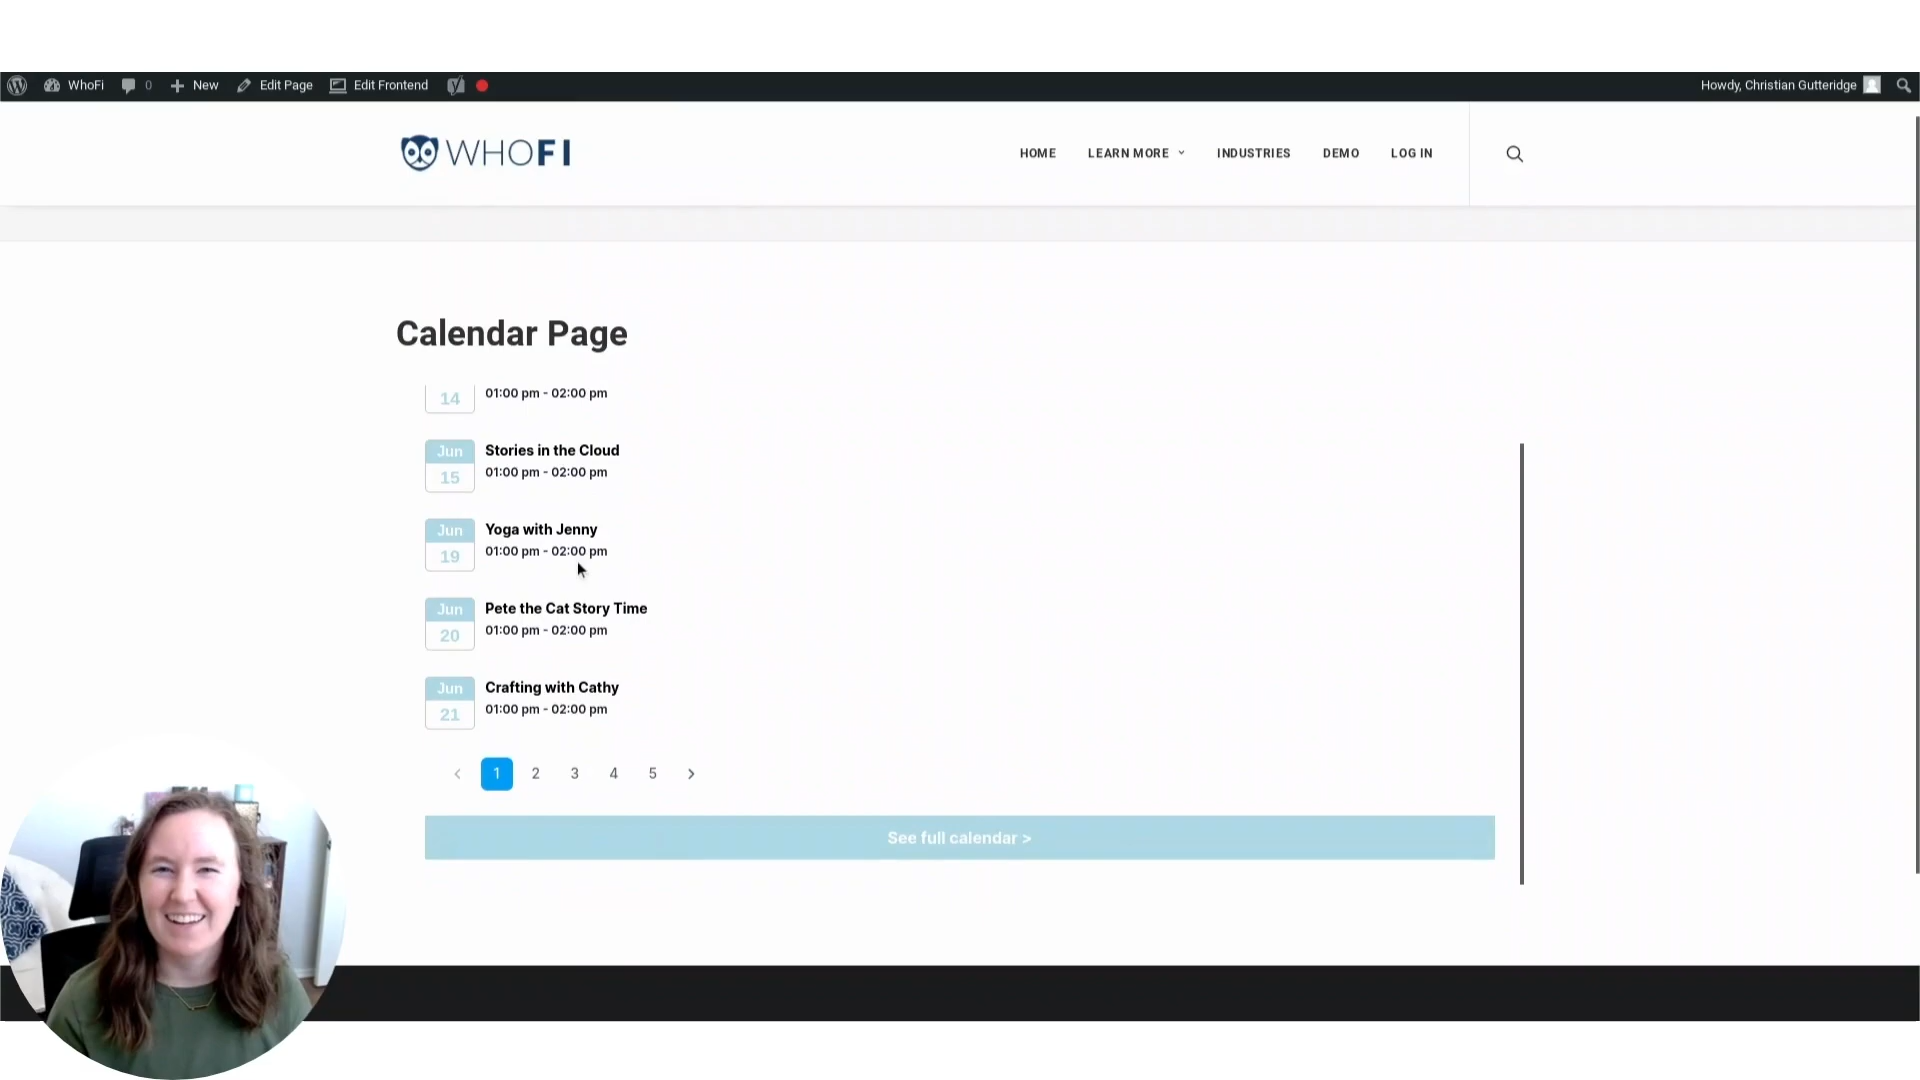 WhoFi 0 New Edit Page Edit Frontend Howdy, Christian Gutteridge
WHOFI HOME LEARN MORE INDUSTRIES DEMO LOG IN
Calendar Page
14 01:00 pm - 02:00 pm
Jun Stories in the Cloud
15 01:00 pm - 02:00 pm
Jun Yoga with Jenny
19 01:00 pm - 02:00 pm
Jun Pete the Cat Story Time
20 01:00 pm - 02:00 pm
Jun Crafting with Cathy
21 01:00 pm - 02:00 pm
< 1 2 3 4 5 >
See full calendar >